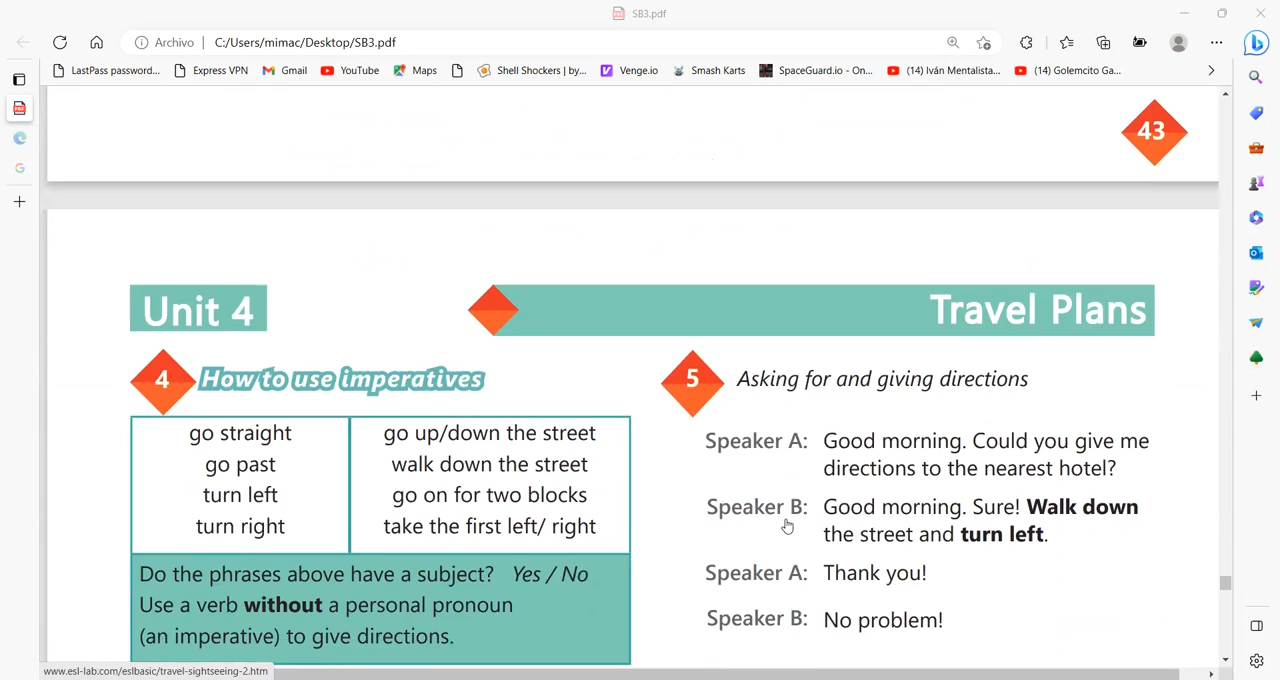 SB3.pdf
Archivo | C:/Users/mimac/Desktop/SB3.pdf
LastPass password... Express VPN Gmail YouTube Maps Shell Shockers | by... Venge.io Smash Karts SpaceGuard.io - On... (14) Iván Mentalista... (14) Golemcito Ga...
43
Unit 4
Travel Plans
4 How to use imperatives
go straight
go past
turn left
turn right
go up/down the street
walk down the street
go on for two blocks
take the first left/ right
Do the phrases above have a subject? Yes / No
Use a verb without a personal pronoun
(an imperative) to give directions.
5 Asking for and giving directions
Speaker A: Good morning. Could you give me
directions to the nearest hotel?
Speaker B: Good morning. Sure! Walk down
the street and turn left.
Speaker A: Thank you!
Speaker B: No problem!
www.esl-lab.com/eslbasic/travel-sightseeing-2.htm